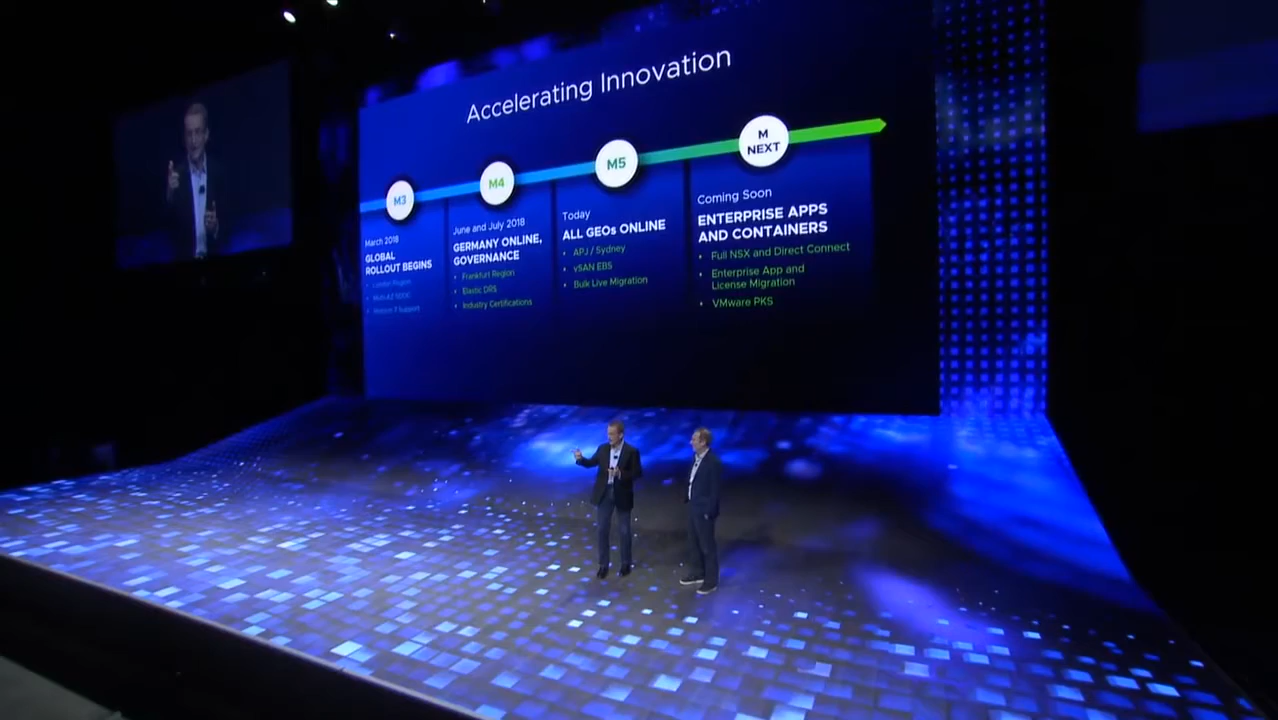 Accelerating Innovation
M3
M4
M5
M
NEXT
March 2018
GLOBAL
ROLLOUT BEGINS
• London Region
June and July 2018
GERMANY ONLINE,
GOVERNANCE
• Frankfurt Region
• Elastic DRS
• Industry Certifications
Today
ALL GEOs ONLINE
• APJ / Sydney
• vSAN EBS
• Bulk Live Migration
Coming Soon
ENTERPRISE APPS
AND CONTAINERS
• Full NSX and Direct Connect
• Enterprise App and
License Migration
• VMware PKS